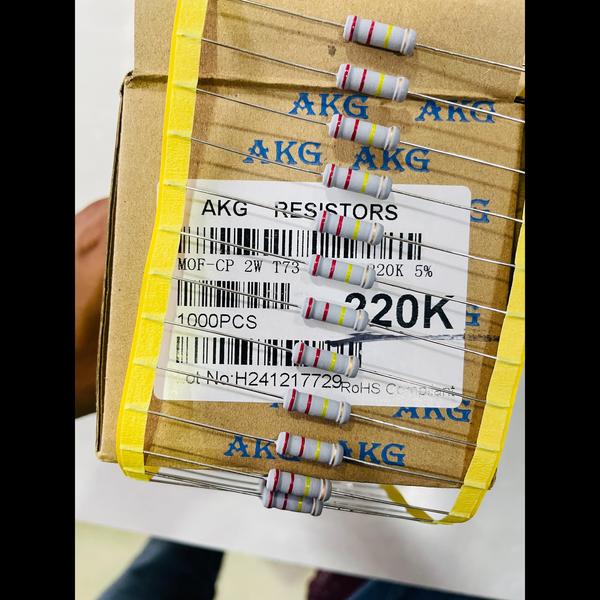 AKG AKG
AKG AKG
AKG RESISTORS
MOF-CP 2W T73 220K 5%
220K
1000PCS
Lot No:H241217729
RoHS Compliant
AKG
AKG AKG